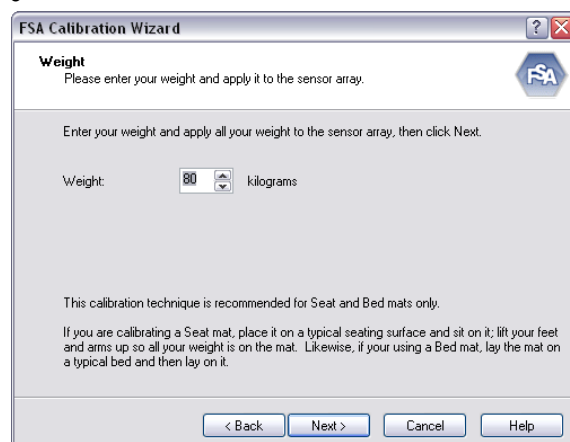 FSA Calibration Wizard
Weight
Please enter your weight and apply it to the sensor array.
FSA
Enter your weight and apply all your weight to the sensor array, then click Next.
Weight: 80 kilograms
This calibration technique is recommended for Seat and Bed mats only.
If you are calibrating a Seat mat, place it on a typical seating surface and sit on it; lift your feet
and arms up so all your weight is on the mat. Likewise, if your using a Bed mat, lay the mat on
a typical bed and then lay on it.
< Back Next > Cancel Help